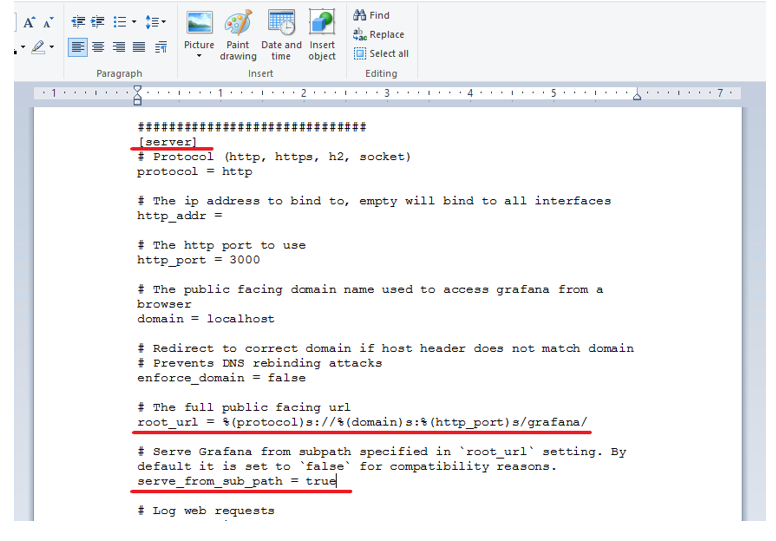 A A
Find
Replace
Select all
Picture Paint drawing Date and time Insert object
Paragraph Insert Editing
1 1 2 3 4 5 7
##############################
[server]
# Protocol (http, https, h2, socket)
protocol = http
# The ip address to bind to, empty will bind to all interfaces
http_addr =
# The http port to use
http_port = 3000
# The public facing domain name used to access grafana from a
browser
domain = localhost
# Redirect to correct domain if host header does not match domain
# Prevents DNS rebinding attacks
enforce_domain = false
# The full public facing url
root_url = %(protocol)s://%(domain)s:%(http_port)s/grafana/
# Serve Grafana from subpath specified in `root_url` setting. By
default it is set to `false` for compatibility reasons.
serve_from_sub_path = true
# Log web requests